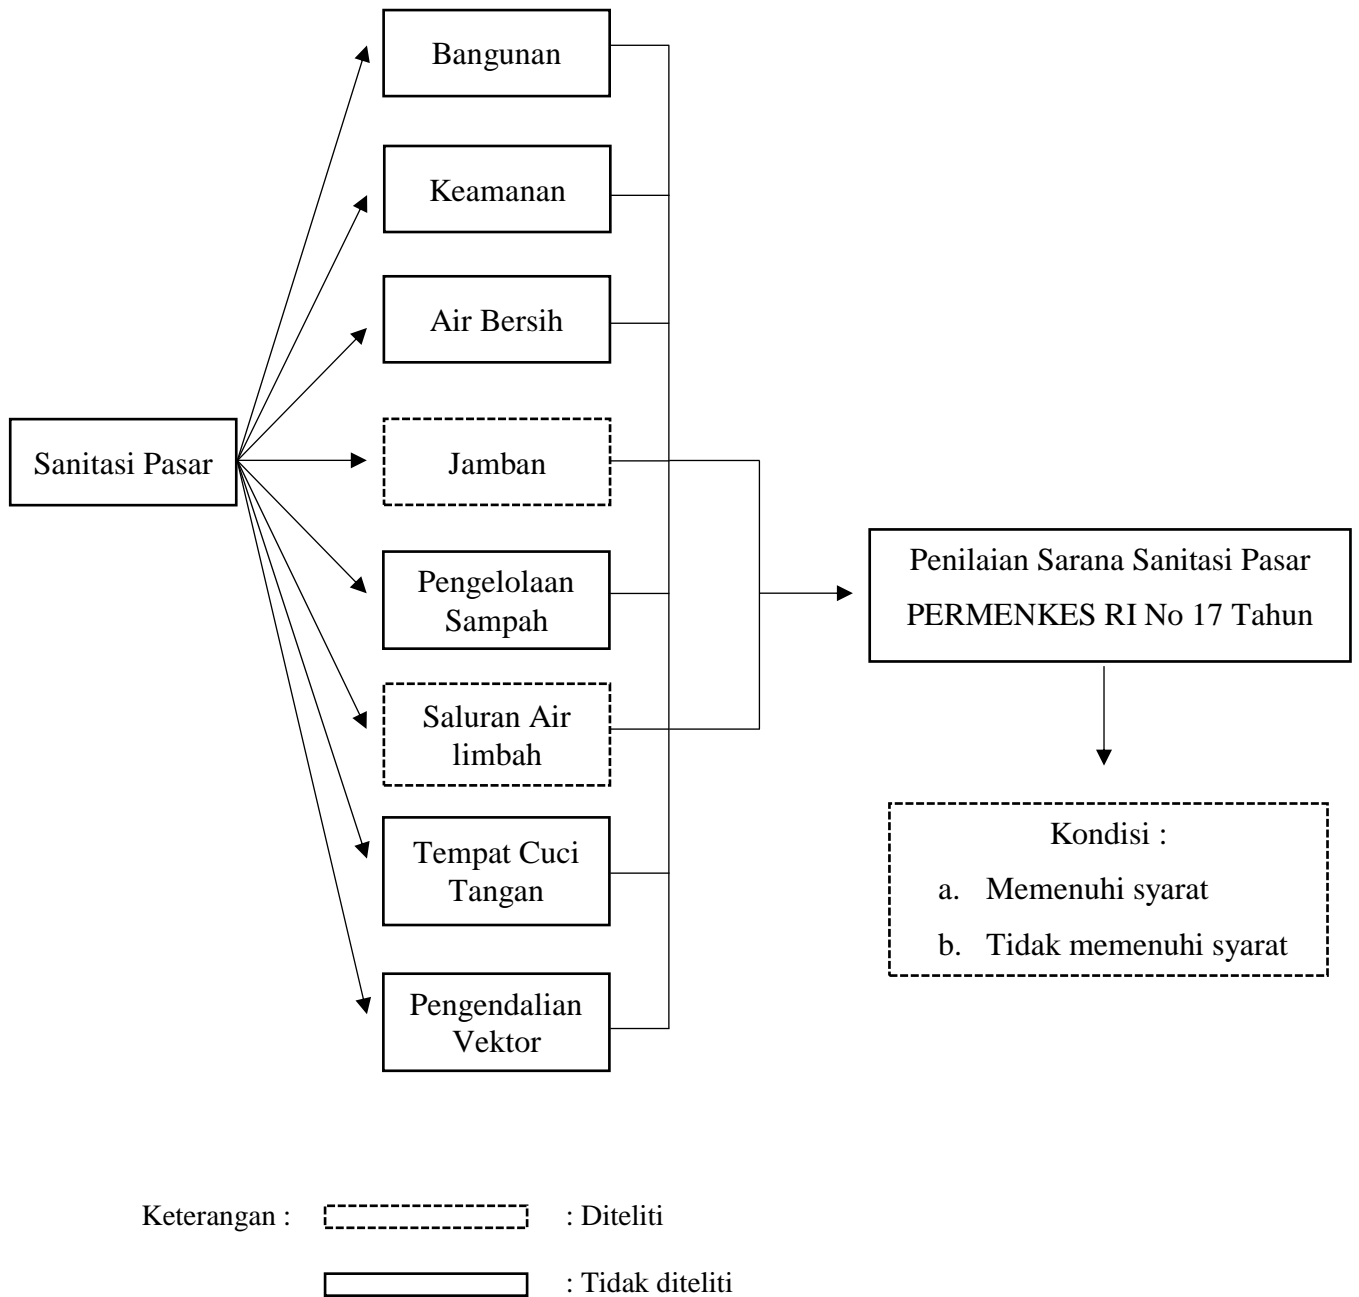 Bangunan
Keamanan
Air Bersih
Sanitasi Pasar
Jamban
Pengelolaan
Sampah
Saluran Air
limbah
Tempat Cuci
Tangan
Pengendalian
Vektor
Penilaian Sarana Sanitasi Pasar
PERMENKES RI No 17 Tahun
Kondisi :
a. Memenuhi syarat
b. Tidak memenuhi syarat
Keterangan : : Diteliti
: Tidak diteliti